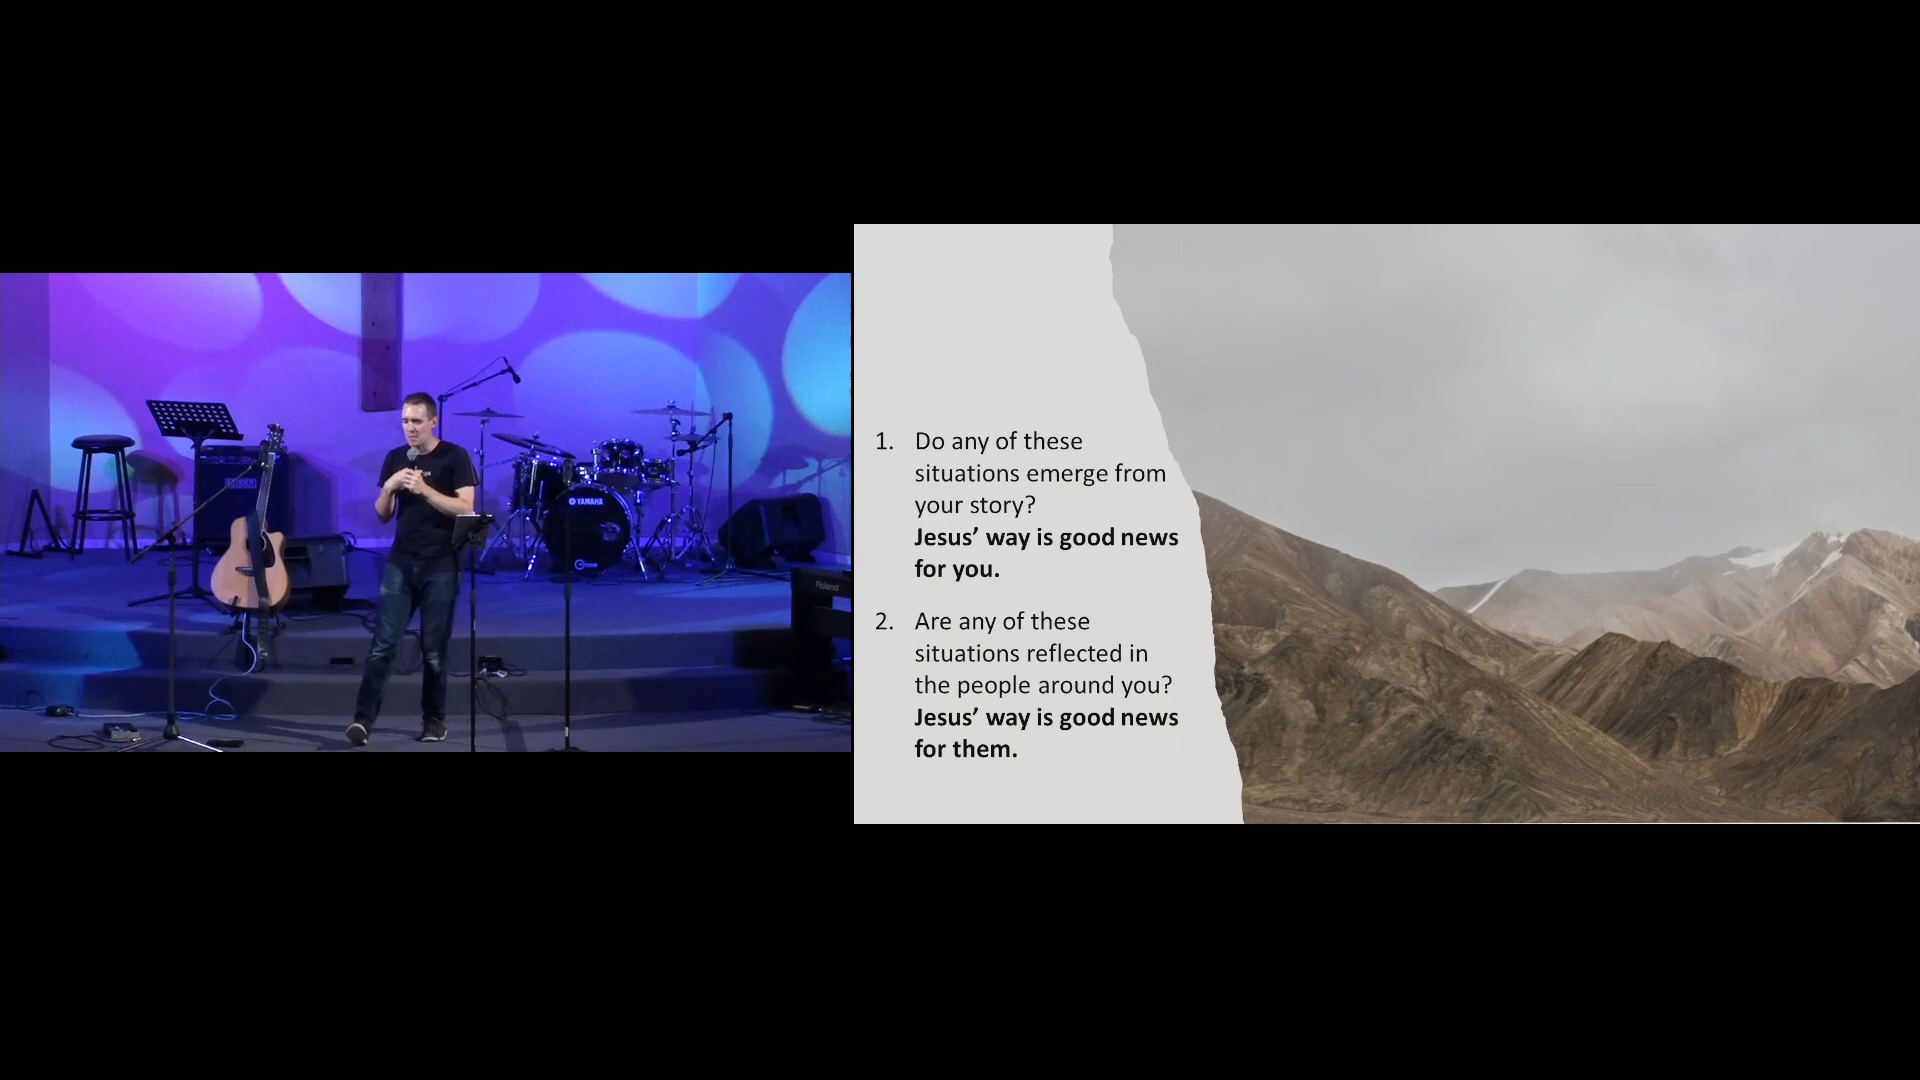 YAMAHA
Roland
1. Do any of these
situations emerge from
your story?
Jesus’ way is good news
for you.
2. Are any of these
situations reflected in
the people around you?
Jesus’ way is good news
for them.